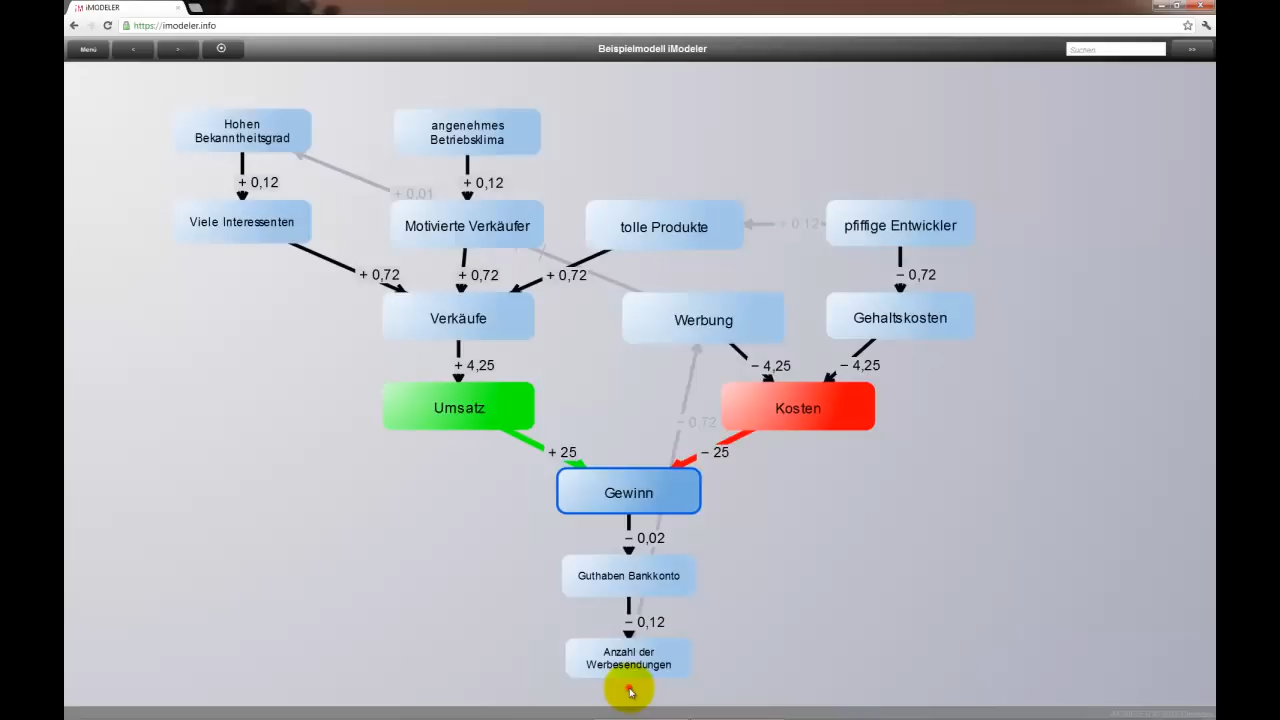 iMODELER
https://imodeler.info
Menü
<
>
Beispielmodell iModeler
Suchen
>>
Hohen
Bekanntheitsgrad
angenehmes
Betriebsklima
+ 0,12
+ 0,01
+ 0,12
Viele Interessenten
Motivierte Verkäufer
tolle Produkte
+ 0,12
pfiffige Entwickler
+ 0,72
+ 0,72
+ 0,72
− 0,72
Verkäufe
Werbung
Gehaltskosten
+ 4,25
− 4,25
− 4,25
Umsatz
Kosten
− 0,72
+ 25
− 25
Gewinn
− 0,02
Guthaben Bankkonto
− 0,12
Anzahl der
Werbesendungen